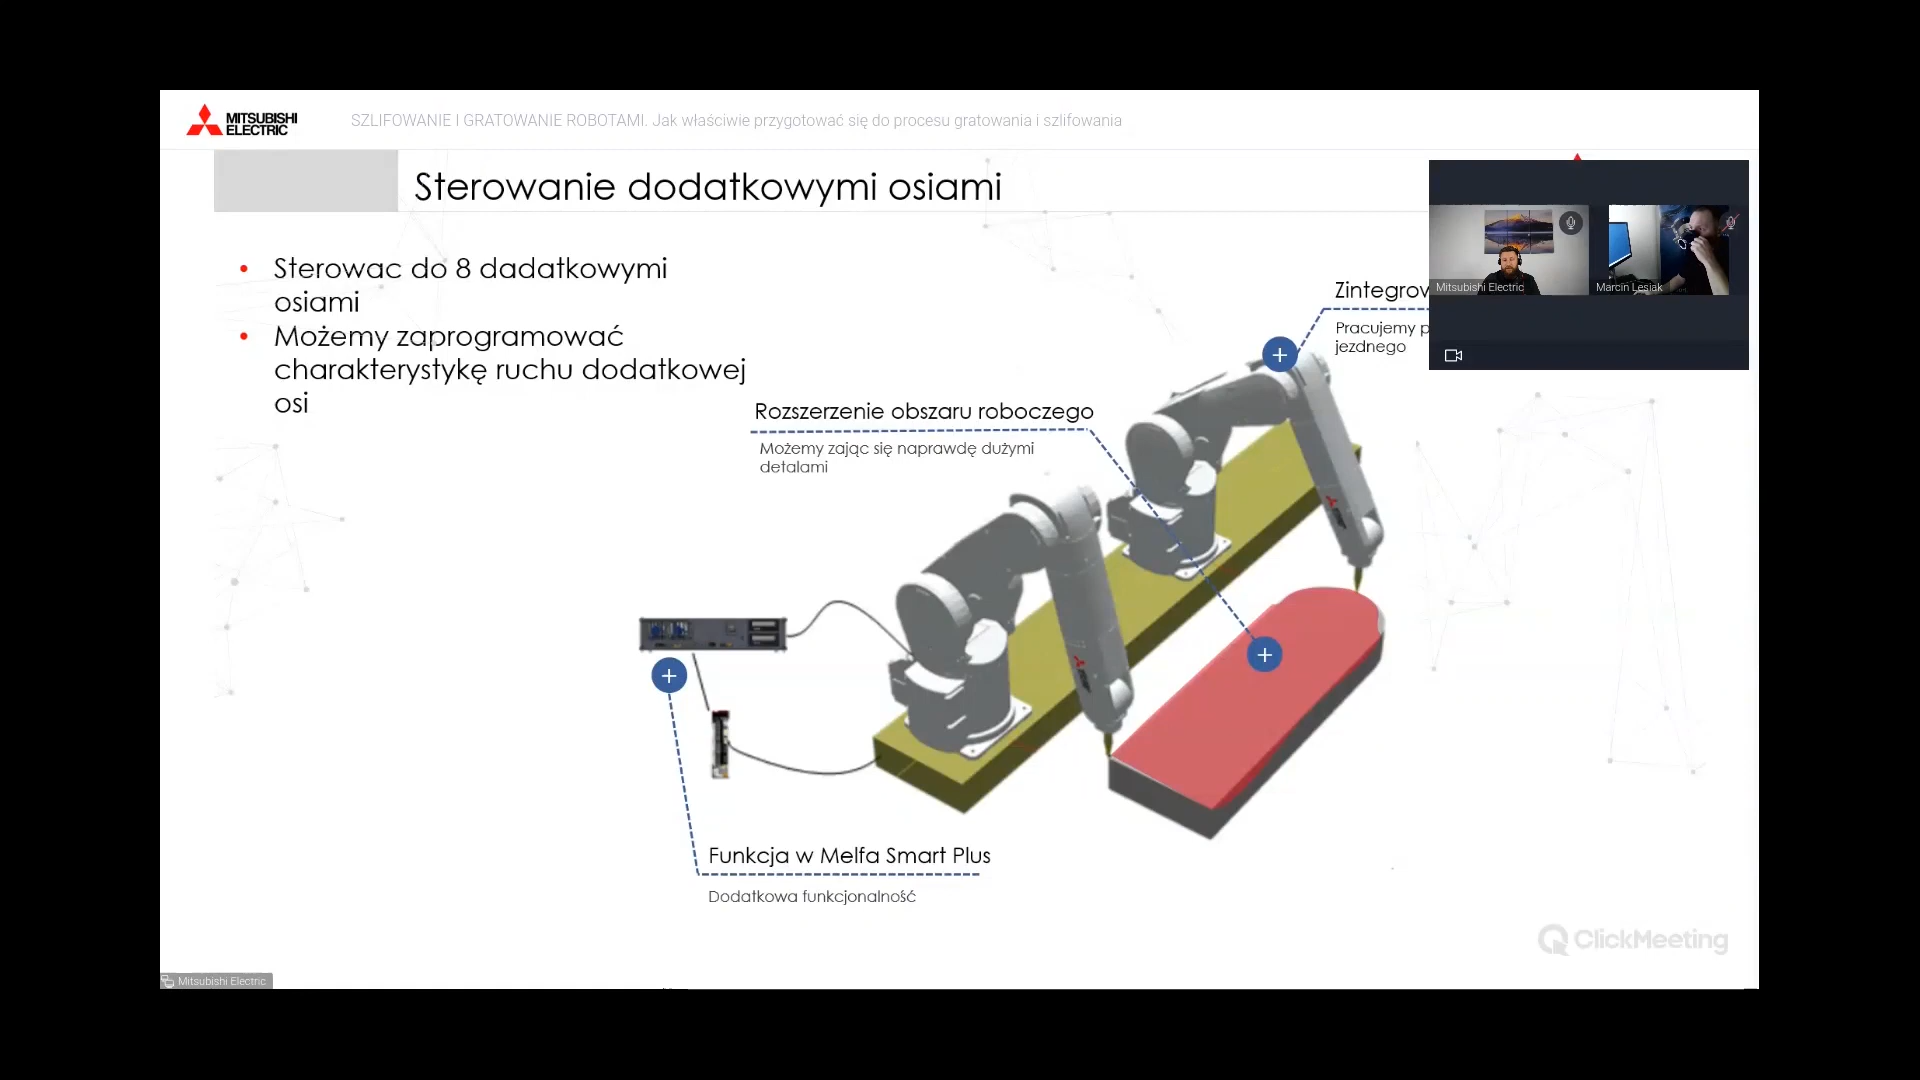 MITSUBISHI
ELECTRIC
SZLIFOWANIE I GRATOWANIE ROBOTAMI. Jak właściwie przygotować się do procesu gratowania i szlifowania
Sterowanie dodatkowymi osiami
Sterowac do 8 dadatkowymi
osiami
Możemy zaprogramować
charakterystykę ruchu dodatkowej
osi
Mitsubishi Electric
Marcin Lesiak
Pracujemy
jezdnego
Rozszerzenie obszaru roboczego
Możemy zając się naprawdę dużymi
detalami
Funkcja w Melfa Smart Plus
Dodatkowa funkcjonalność
ClickMeeting
Mitsubishi Electric